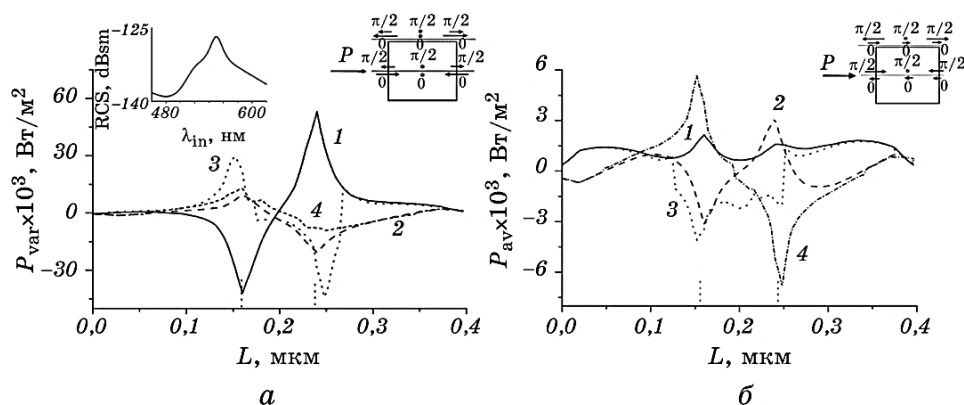 RCS, dBsm
-125
-140
480
600
λin, нм
π/2 π/2 π/2
0 0
P π/2 π/2 π/2
0 0 0
Pvar×10³, Вт/м²
60
30
0
-30
1
2
3
4
0,0 0,1 0,2 0,3 0,4
L, мкм
а
π/2 π/2 π/2
0 0
P π/2 π/2 π/2
0 0 0
Pav×10³, Вт/м²
6
3
0
-3
-6
1
2
3
4
0,0 0,1 0,2 0,3 0,4
L, мкм
б